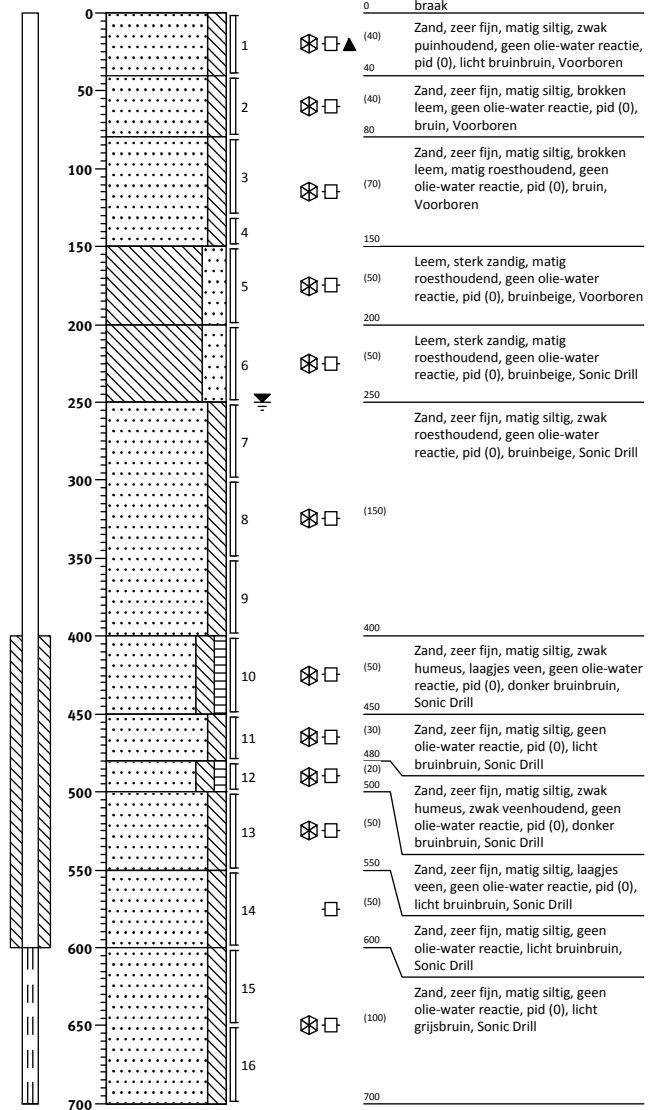 0
braak
0
1
(40)
Zand, zeer fijn, matig siltig, zwak
puinhoudend, geen olie-water reactie,
pid (0), licht bruinbruin, Voorboren
40
50
2
(40)
Zand, zeer fijn, matig siltig, brokken
leem, geen olie-water reactie, pid (0),
bruin, Voorboren
80
100
3
(70)
Zand, zeer fijn, matig siltig, brokken
leem, matig roesthoudend, geen
olie-water reactie, pid (0), bruin,
Voorboren
4
150
150
5
(50)
Leem, sterk zandig, matig
roesthoudend, geen olie-water
reactie, pid (0), bruinbeige, Voorboren
200
200
6
(50)
Leem, sterk zandig, matig
roesthoudend, geen olie-water
reactie, pid (0), bruinbeige, Sonic Drill
250
250
7
Zand, zeer fijn, matig siltig, zwak
roesthoudend, geen olie-water
reactie, pid (0), bruinbeige, Sonic Drill
300
8
(150)
350
9
400
400
10
(50)
Zand, zeer fijn, matig siltig, zwak
humeus, laagjes veen, geen olie-water
reactie, pid (0), donker bruinbruin,
Sonic Drill
450
450
11
(30)
Zand, zeer fijn, matig siltig, geen
olie-water reactie, pid (0), licht
bruinbruin, Sonic Drill
480
12
(20)
500
500
Zand, zeer fijn, matig siltig, zwak
humeus, zwak veenhoudend, geen
olie-water reactie, pid (0), donker
bruinbruin, Sonic Drill
13
(50)
550
550
Zand, zeer fijn, matig siltig, laagjes
veen, geen olie-water reactie, pid (0),
licht bruinbruin, Sonic Drill
14
(50)
600
600
Zand, zeer fijn, matig siltig, geen
olie-water reactie, licht bruinbruin,
Sonic Drill
15
Zand, zeer fijn, matig siltig, geen
olie-water reactie, pid (0), licht
grijsbruin, Sonic Drill
650
(100)
16
700
700